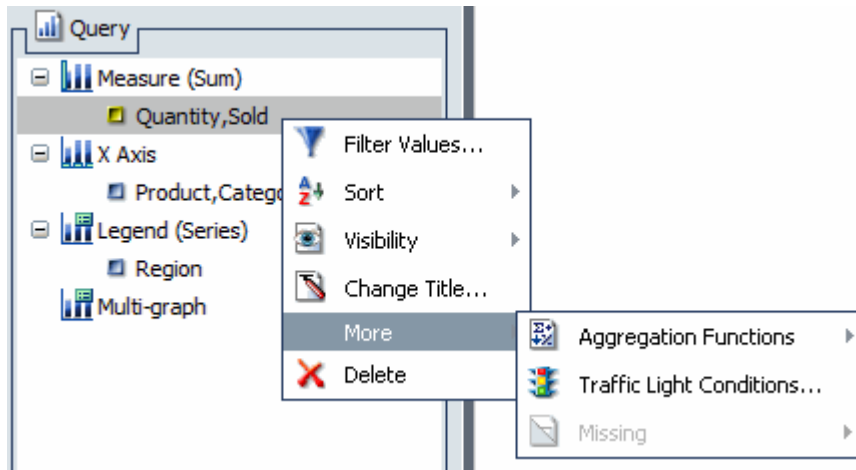 Query
Measure (Sum)
Quantity,Sold
X Axis
Product,Catego
Legend (Series)
Region
Multi-graph
Filter Values...
Sort
Visibility
Change Title...
More
Delete
Aggregation Functions
Traffic Light Conditions...
Missing